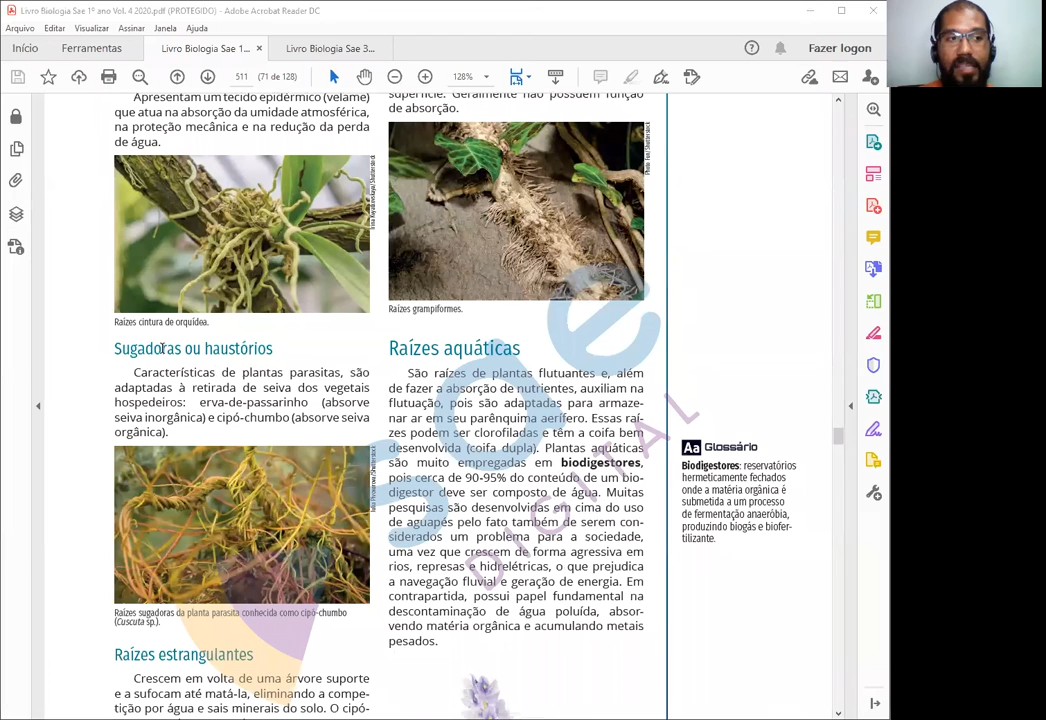 Livro Biologia Sae 1º ano Vol. 4 2020.pdf (PROTEGIDO) - Adobe Acrobat Reader DC
Arquivo Editar Visualizar Assinar Janela Ajuda
Início Ferramentas Livro Biologia Sae 1... × Livro Biologia Sae 3... Fazer logon
511 (71 de 128) 128%
Apresentam um tecido epidérmico (velame)
que atua na absorção da umidade atmosférica,
na proteção mecânica e na redução da perda
de água.
Raízes cintura de orquídea.
Sugadoras ou haustórios
Características de plantas parasitas, são
adaptadas à retirada de seiva dos vegetais
hospedeiros: erva-de-passarinho (absorve
seiva inorgânica) e cipó-chumbo (absorve seiva
orgânica).
Raízes sugadoras da planta parasita conhecida como cipó-chumbo
(Cuscuta sp.).
Raízes estrangulantes
Crescem em volta de uma árvore suporte
e a sufocam até matá-la, eliminando a compe-
tição por água e sais minerais do solo. O cipó-
superfície. Geralmente não possuem função
de absorção.
Photo Fun/Shutterstock
Raízes grampiformes.
Raízes aquáticas
São raízes de plantas flutuantes e, além
de fazer a absorção de nutrientes, auxiliam na
flutuação, pois são adaptadas para armaze-
nar ar em seu parênquima aerífero. Essas raí-
zes podem ser clorofiladas e têm a coifa bem
desenvolvida (coifa dupla). Plantas aquáticas
são muito empregadas em biodigestores,
pois cerca de 90-95% do conteúdo de um bio-
digestor deve ser composto de água. Muitas
pesquisas são desenvolvidas em cima do uso
de aguapés pelo fato também de serem con-
siderados um problema para a sociedade,
uma vez que crescem de forma agressiva em
rios, represas e hidrelétricas, o que prejudica
a navegação fluvial e geração de energia. Em
contrapartida, possui papel fundamental na
descontaminação de água poluída, absor-
vendo matéria orgânica e acumulando metais
pesados.
Aa Glossário
Biodigestores: reservatórios
hermeticamente fechados
onde a matéria orgânica é
submetida a um processo
de fermentação anaeróbia,
produzindo biogás e biofer-
tilizante.
sae
DIGITAL